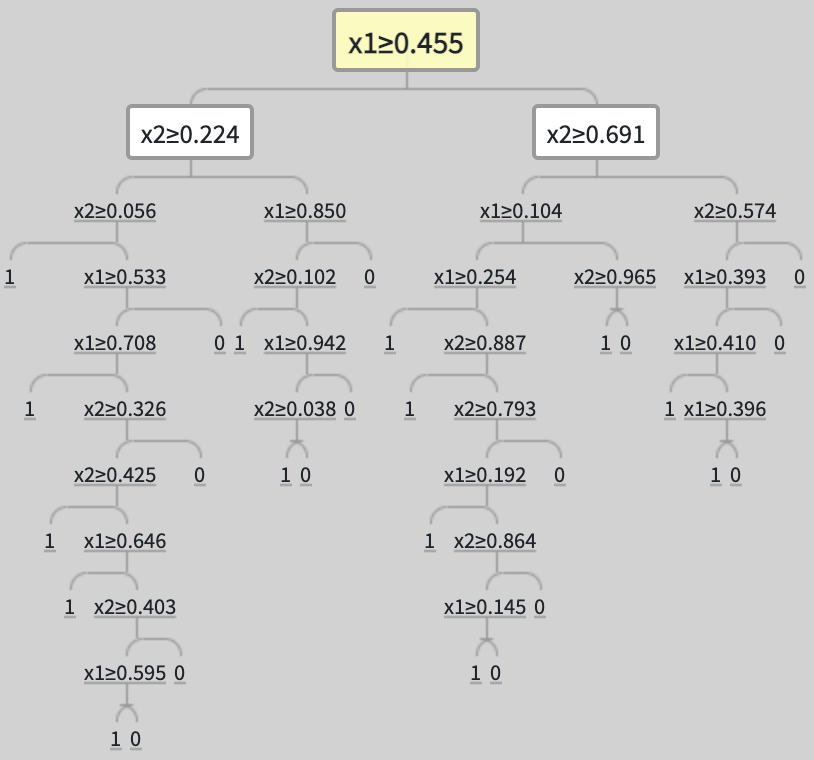 x1≥0.455
x2≥0.224 x2≥0.691
x2≥0.056 x1≥0.850 x1≥0.104 x2≥0.574
1 x1≥0.533 x2≥0.102 0 x1≥0.254 x2≥0.965 x1≥0.393 0
x1≥0.708 0 1 x1≥0.942 1 x2≥0.887 1 0 x1≥0.410 0
1 x2≥0.326 x2≥0.038 0 1 x2≥0.793 1 x1≥0.396
x2≥0.425 0 1 0 x1≥0.192 0 1 0
1 x1≥0.646 1 x2≥0.864
1 x2≥0.403 x1≥0.145 0
x1≥0.595 0 1 0
1 0